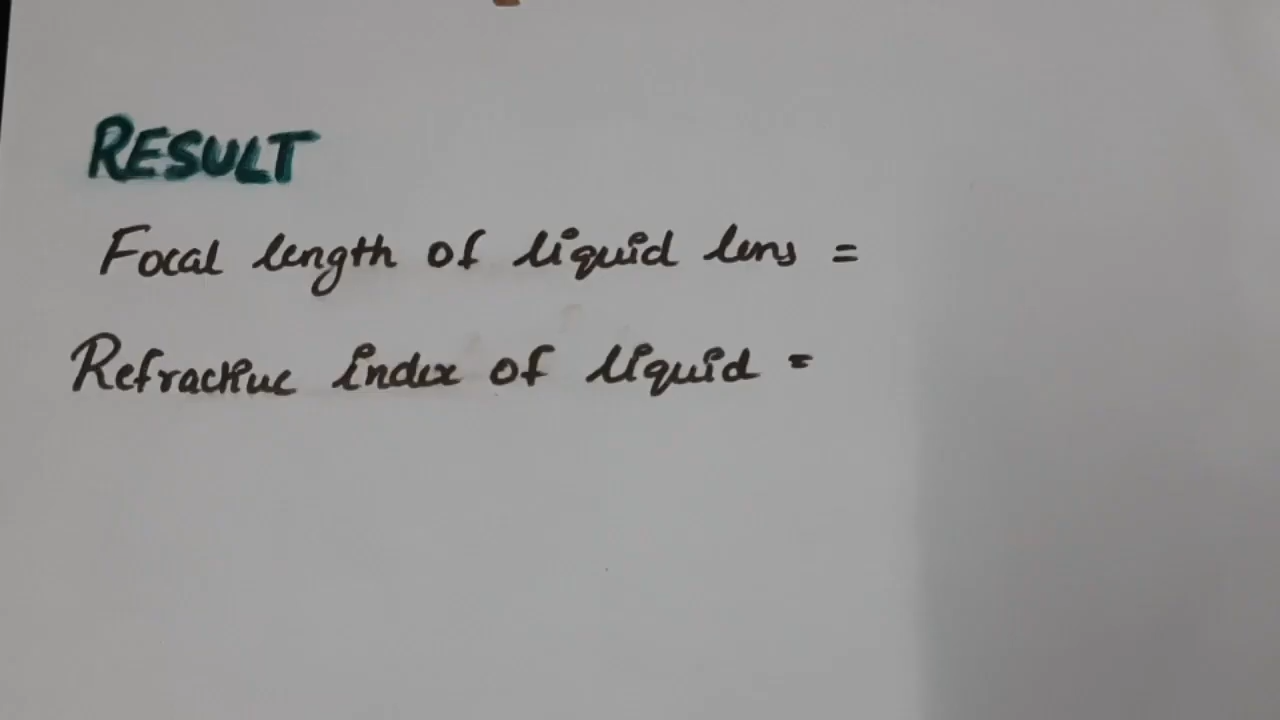 RESULT
Focal length of liquid lens =
Refractive index of liquid =